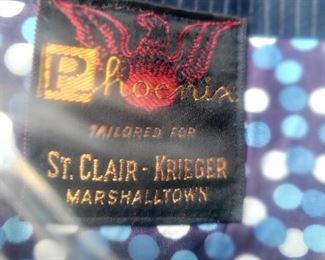 Phoenix
TAILORED FOR
ST. CLAIR - KRIEGER
MARSHALLTOWN